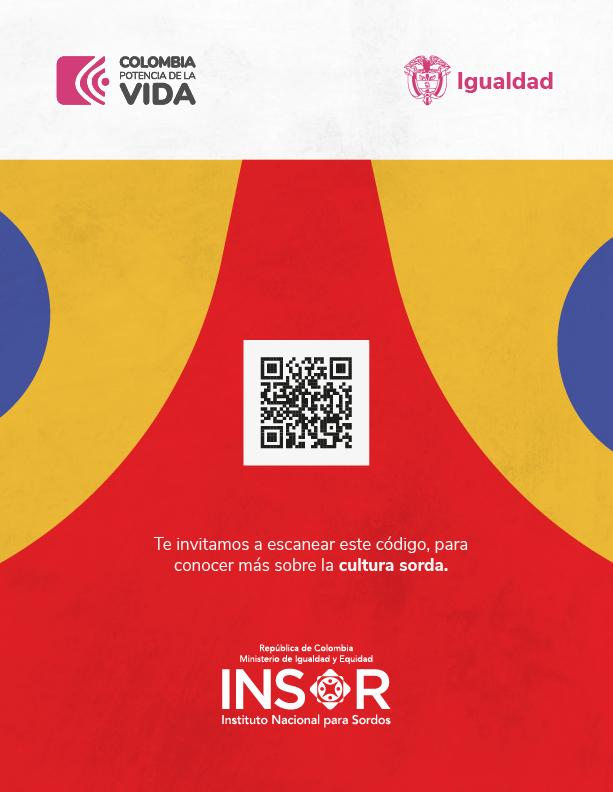 COLOMBIA
POTENCIA DE LA
VIDA
Igualdad
Te invitamos a escanear este código, para
conocer más sobre la cultura sorda.
República de Colombia
Ministerio de Igualdad y Equidad
INSOR
Instituto Nacional para Sordos